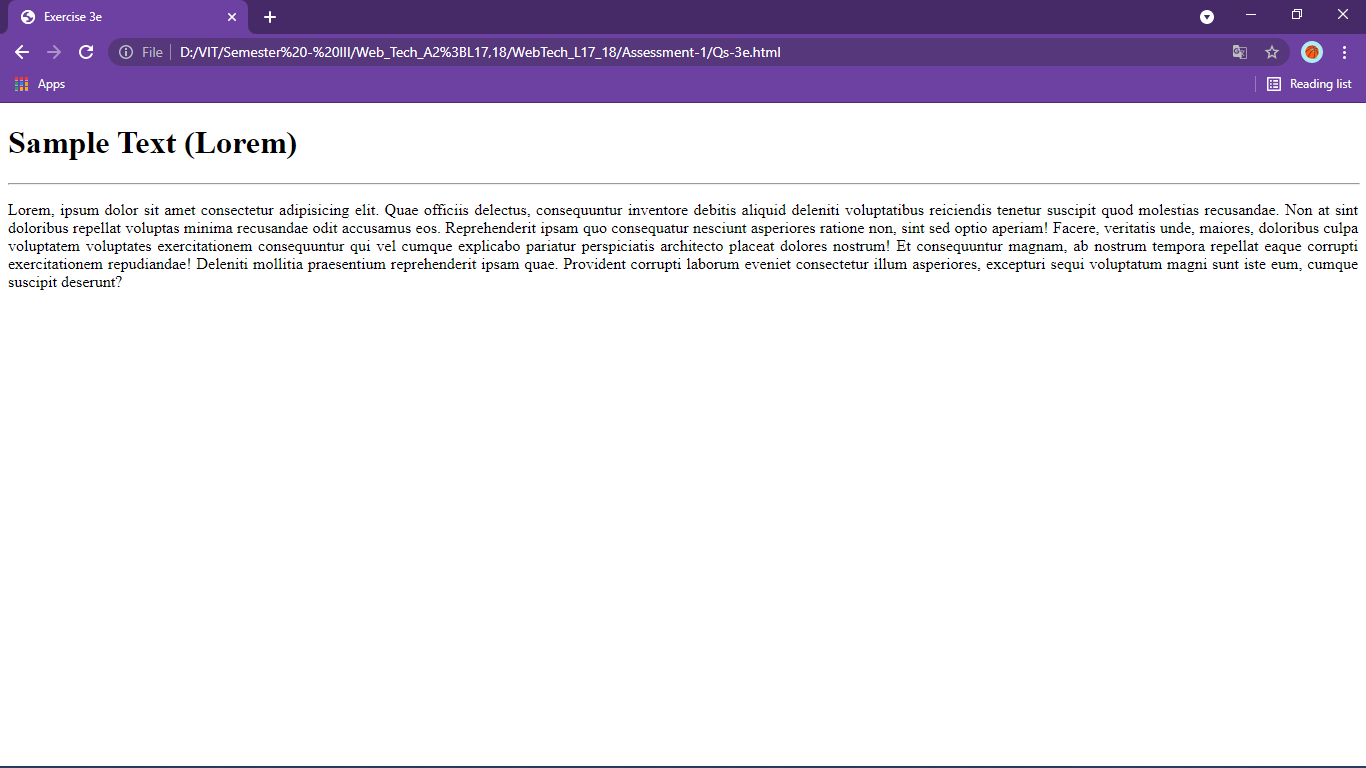 Exercise 3e
File
D:/VIT/Semester%20-%20III/Web_Tech_A2%3BL17,18/WebTech_L17_18/Assessment-1/Qs-3e.html
Apps
Reading list
Sample Text (Lorem)
Lorem, ipsum dolor sit amet consectetur adipisicing elit. Quae officiis delectus, consequuntur inventore debitis aliquid deleniti voluptatibus reiciendis tenetur suscipit quod molestias recusandae. Non at sint
doloribus repellat voluptas minima recusandae odit accusamus eos. Reprehenderit ipsam quo consequatur nesciunt asperiores ratione non, sint sed optio aperiam! Facere, veritatis unde, maiores, doloribus culpa
voluptatem voluptates exercitationem consequuntur qui vel cumque explicabo pariatur perspiciatis architecto placeat dolores nostrum! Et consequuntur magnam, ab nostrum tempora repellat eaque corrupti
exercitationem repudiandae! Deleniti mollitia praesentium reprehenderit ipsam quae. Provident corrupti laborum eveniet consectetur illum asperiores, excepturi sequi voluptatum magni sunt iste eum, cumque
suscipit deserunt?